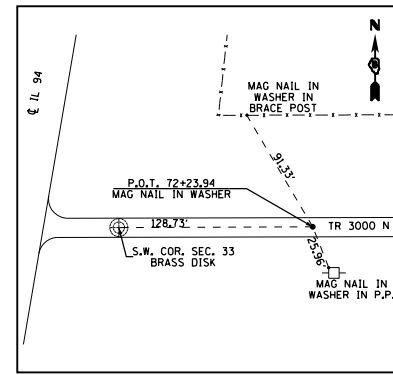 N
℄ IL 94
MAG NAIL IN
WASHER IN
BRACE POST
91.33'
P.O.T. 72+23.94
MAG NAIL IN WASHER
128.73'
TR 3000 N
S.W. COR. SEC. 33
BRASS DISK
25.96'
MAG NAIL IN
WASHER IN P.P.